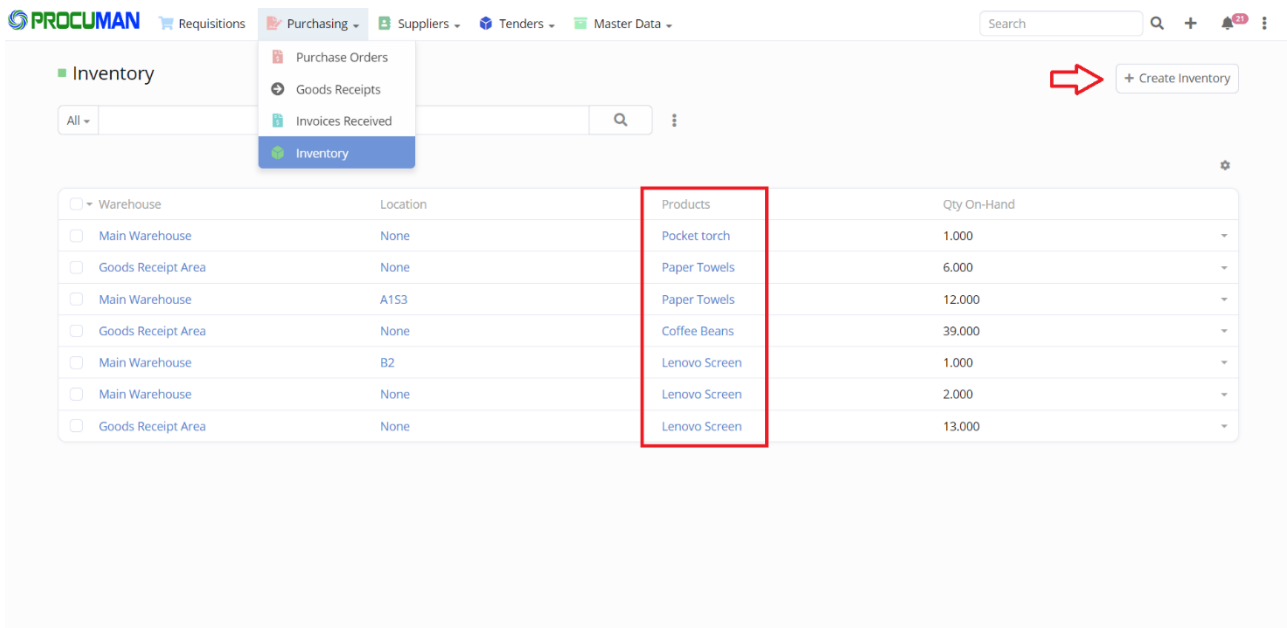 PROCUMAN Requisitions Purchasing Suppliers Tenders Master Data Search 21
Purchase Orders
Goods Receipts
Invoices Received
Inventory
Inventory
+ Create Inventory
All
Warehouse Location Products Qty On-Hand
Main Warehouse None Pocket torch 1.000
Goods Receipt Area None Paper Towels 6.000
Main Warehouse A1S3 Paper Towels 12.000
Goods Receipt Area None Coffee Beans 39.000
Main Warehouse B2 Lenovo Screen 1.000
Main Warehouse None Lenovo Screen 2.000
Goods Receipt Area None Lenovo Screen 13.000